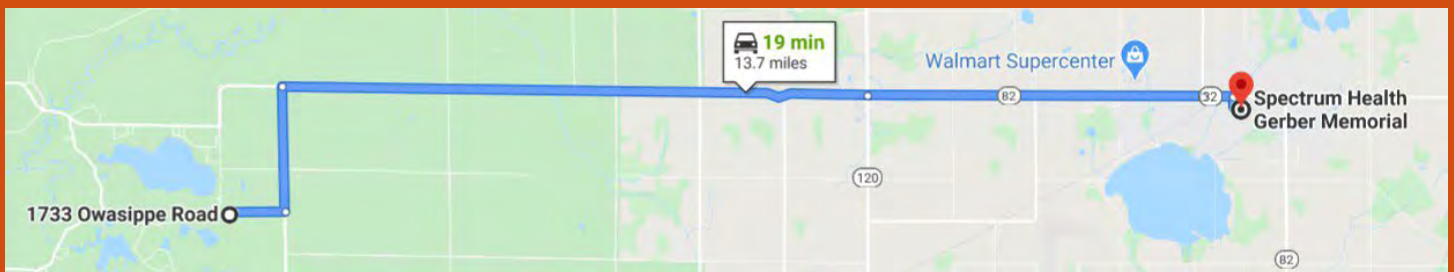 19 min
13.7 miles
Walmart Supercenter
82
32
Spectrum Health
Gerber Memorial
120
1733 Owasippe Road
82